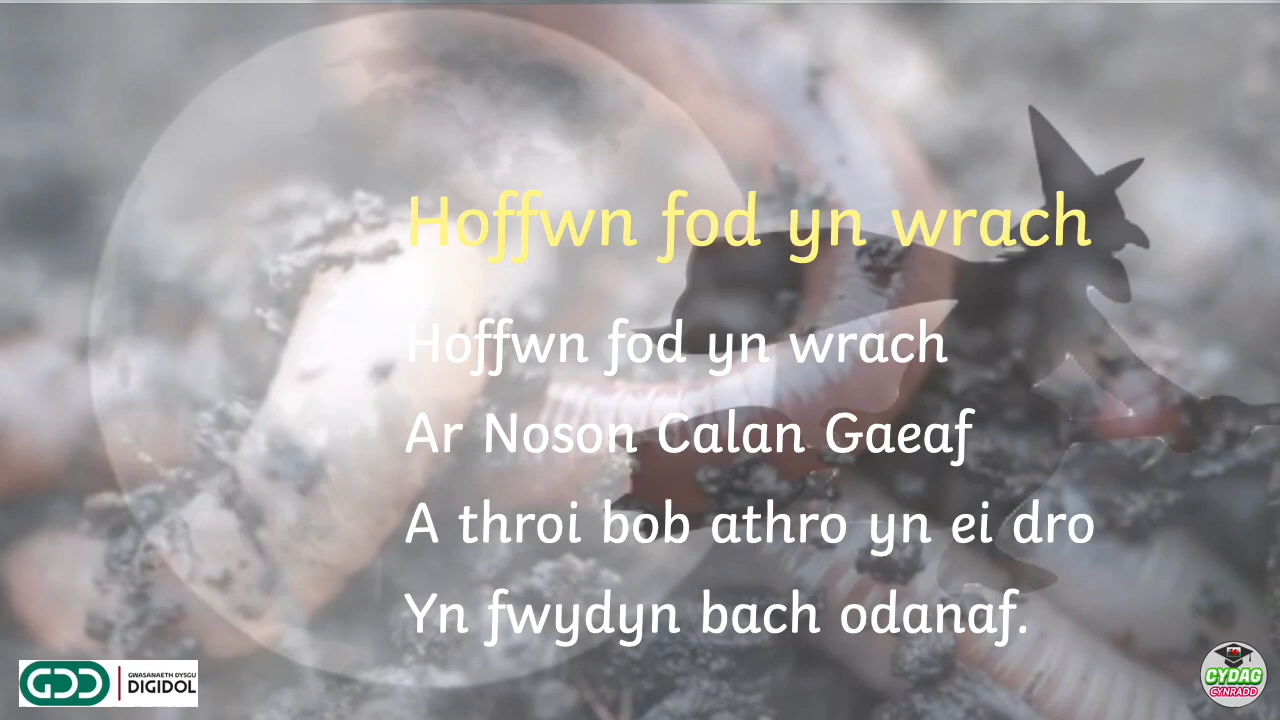 Hoffwn fod yn wrach
Hoffwn fod yn wrach
Ar Noson Calan Gaeaf
A throi bob athro yn ei dro
Yn fwydyn bach odanaf.
GDD GWASANAETH DYSGU
DIGIDOL
CYDAG
CYNRADD